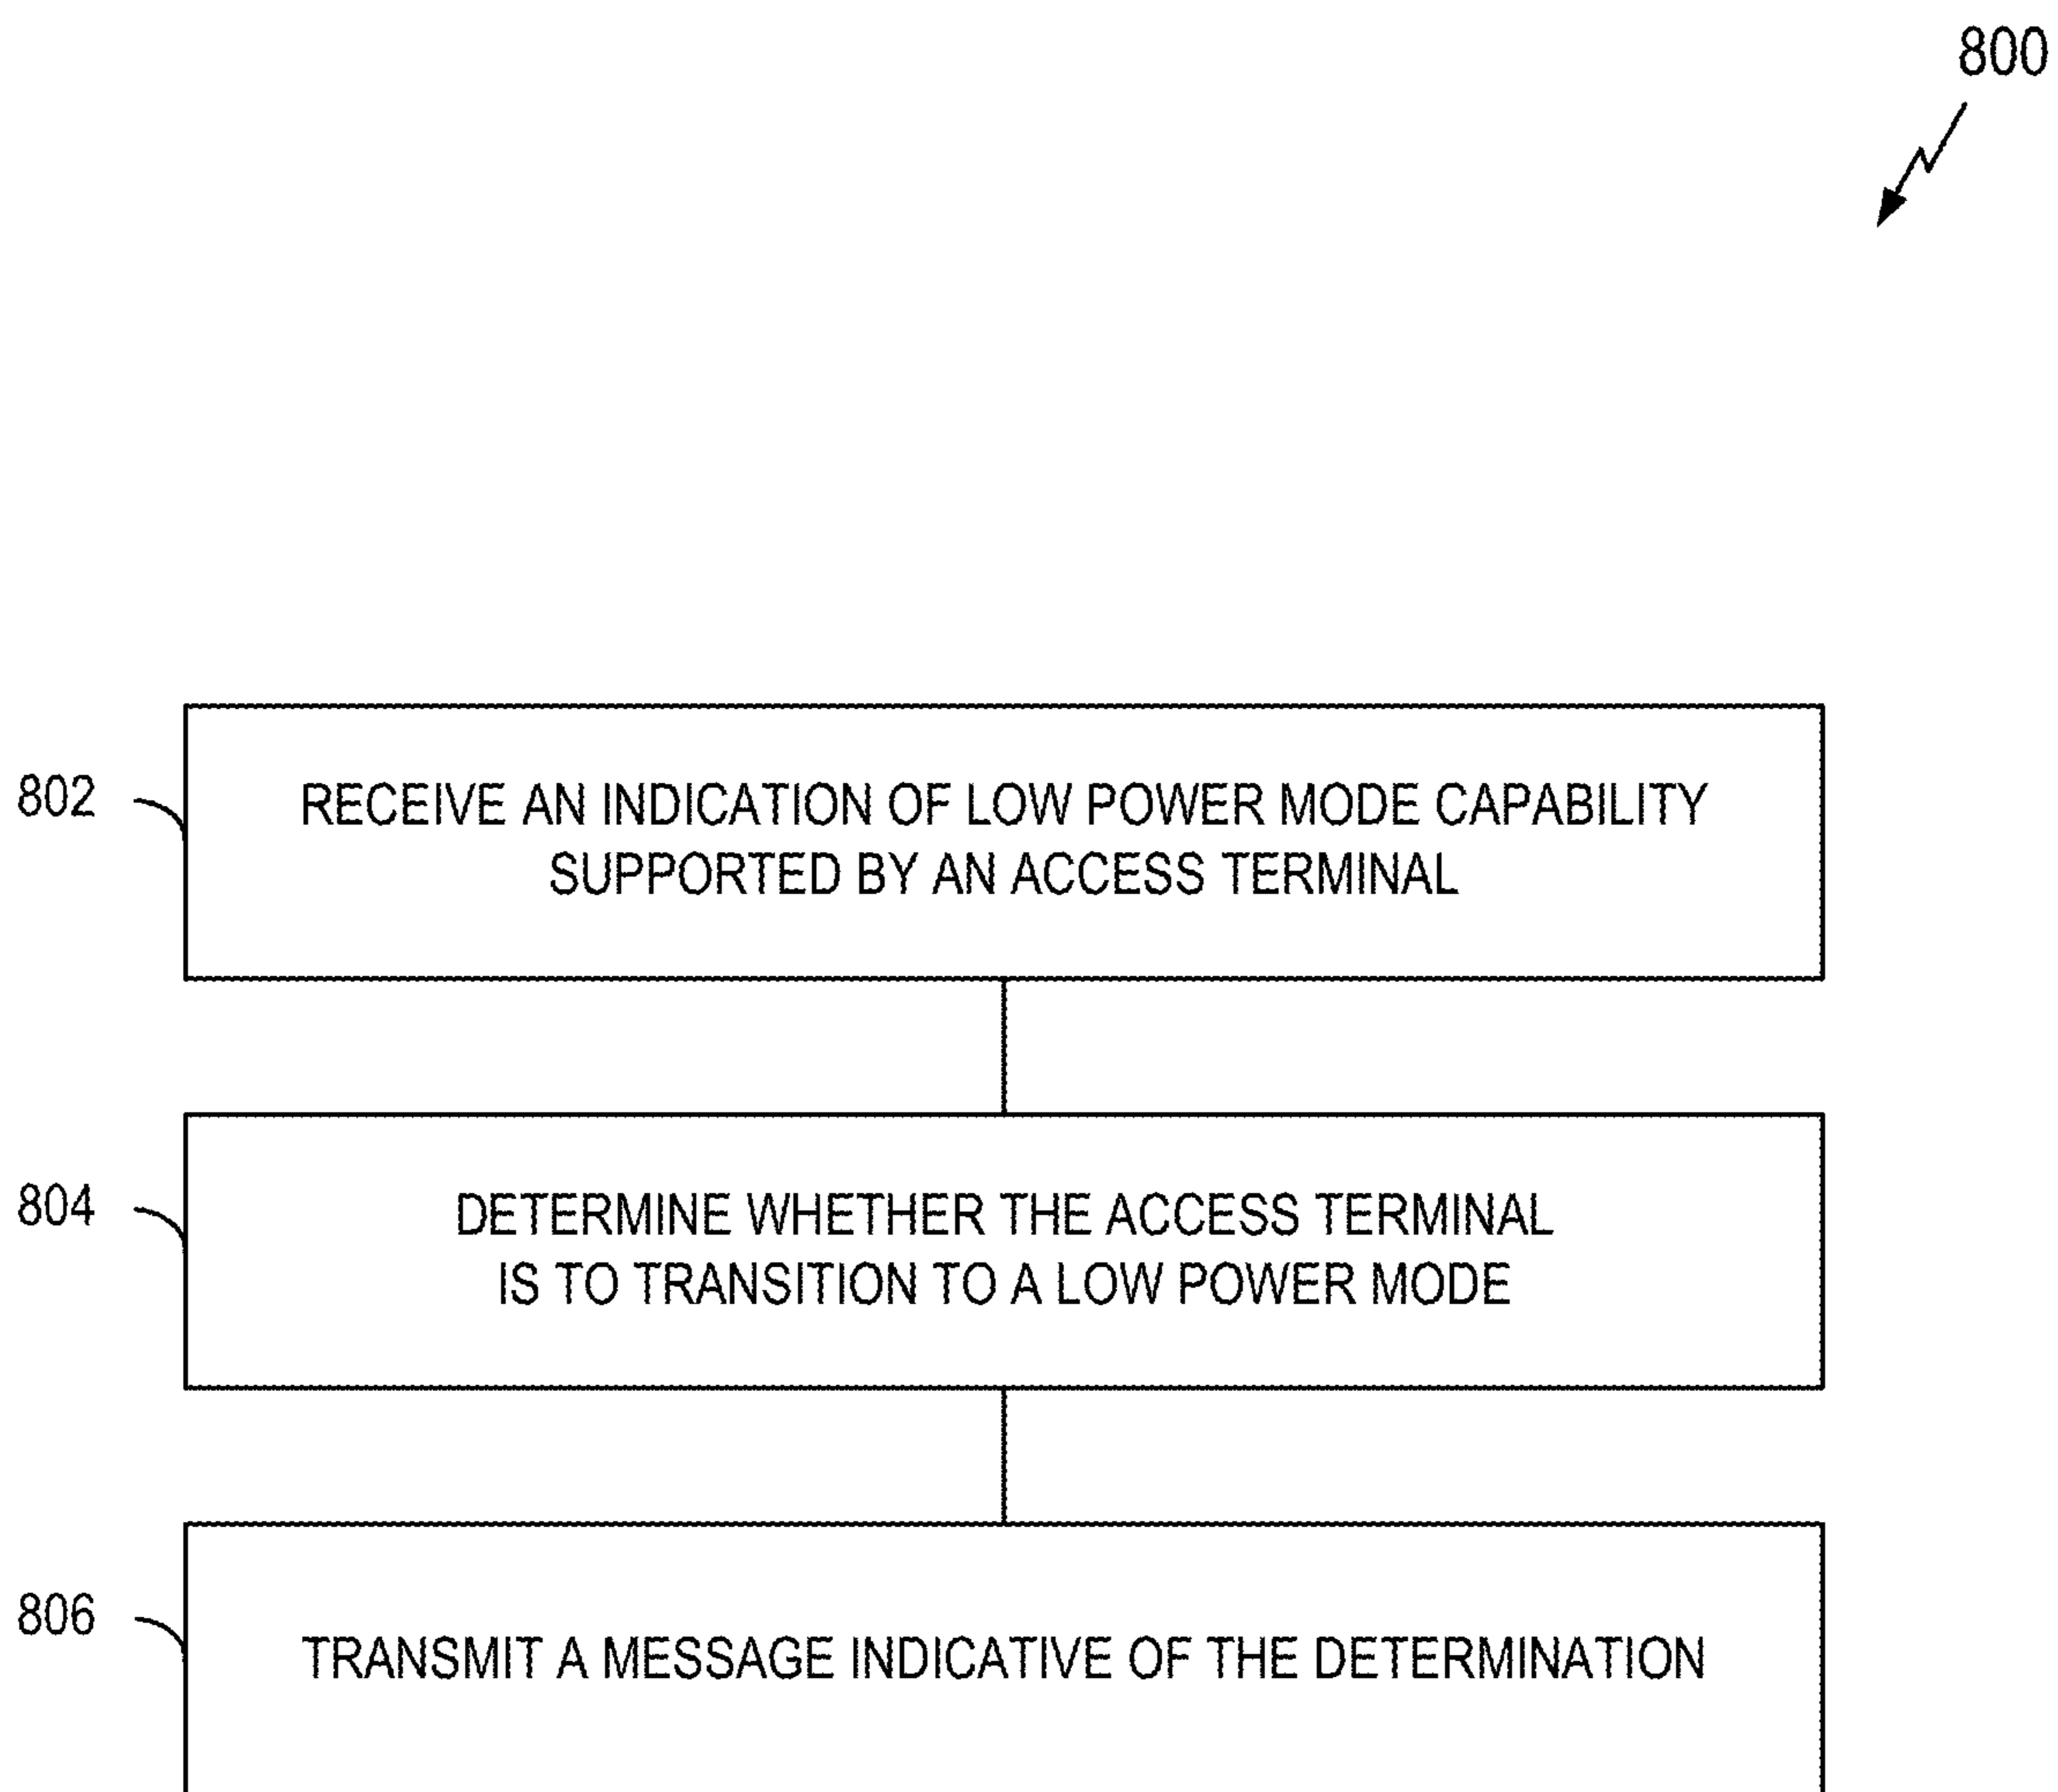 800
802
RECEIVE AN INDICATION OF LOW POWER MODE CAPABILITY
SUPPORTED BY AN ACCESS TERMINAL
804
DETERMINE WHETHER THE ACCESS TERMINAL
IS TO TRANSITION TO A LOW POWER MODE
806
TRANSMIT A MESSAGE INDICATIVE OF THE DETERMINATION